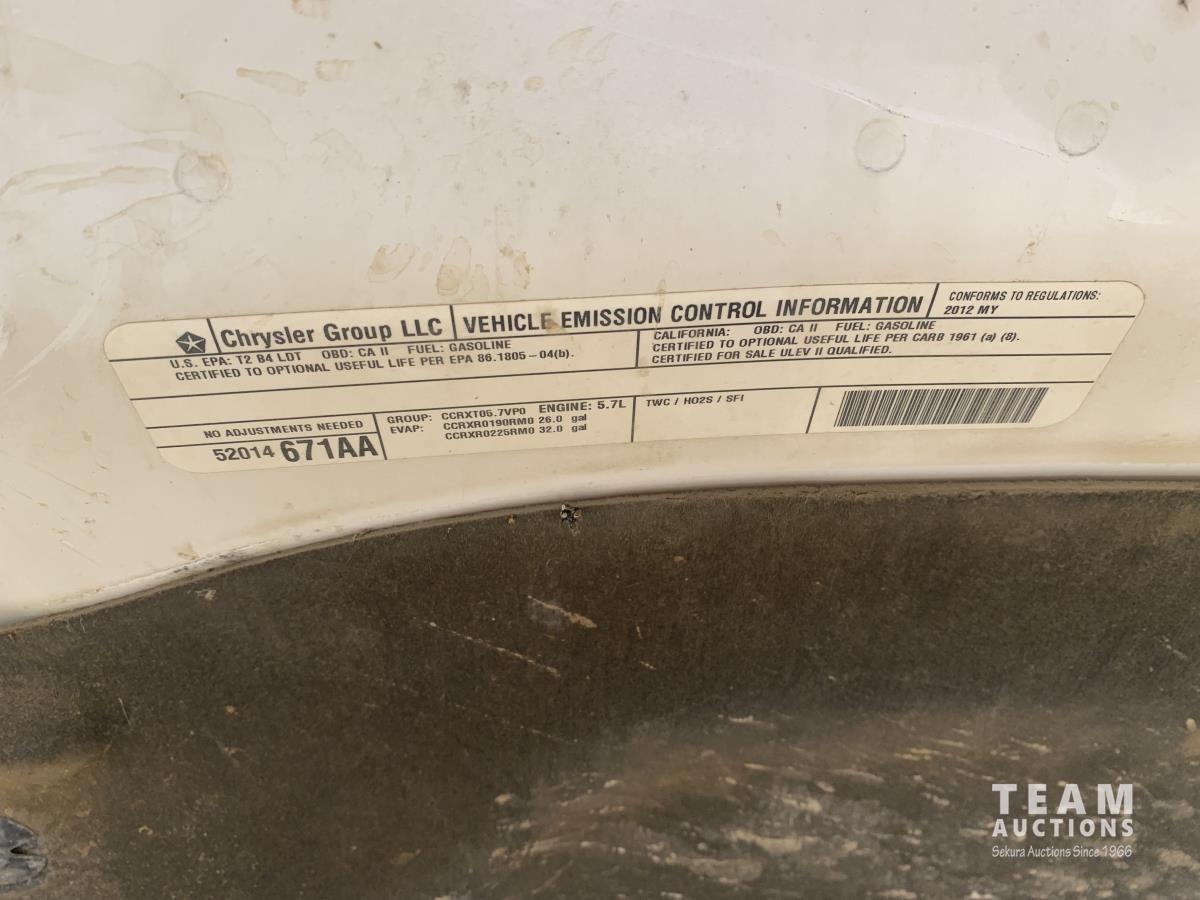 Chrysler Group LLC
VEHICLE EMISSION CONTROL INFORMATION
CONFORMS TO REGULATIONS:
2012 MY
U.S. EPA: T2 B4 LDT OBD: CA II FUEL: GASOLINE
CERTIFIED TO OPTIONAL USEFUL LIFE PER EPA 86.1805-04(b).
CALIFORNIA: OBD: CA II FUEL: GASOLINE
CERTIFIED TO OPTIONAL USEFUL LIFE PER CARB 1961 (a) (8).
CERTIFIED FOR SALE ULEV II QUALIFIED.
NO ADJUSTMENTS NEEDED
52014 671AA
GROUP: CCRXT05.7VP0 ENGINE: 5.7L
EVAP: CCRXR0190RM0 26.0 gal
CCRXR0225RM0 32.0 gal
TWC / HO2S / SFI
TEAM
AUCTIONS
Sekura Auctions Since 1966